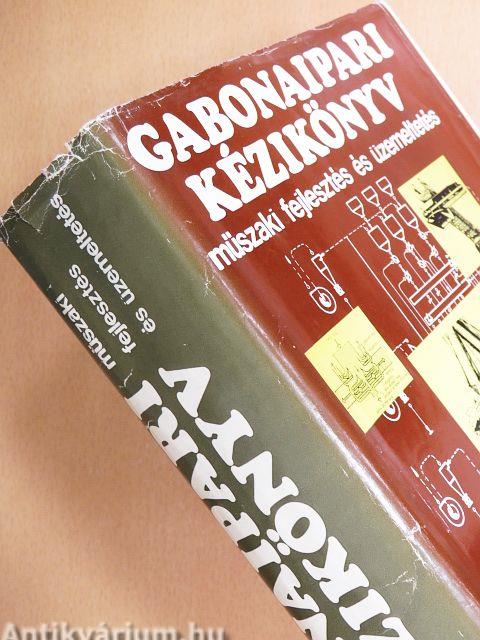 GABONAIPARI
KÉZIKÖNYV
műszaki fejlesztés és üzemeltetés
műszaki
fejlesztés
és üzemeltetés
Antikvárium.hu